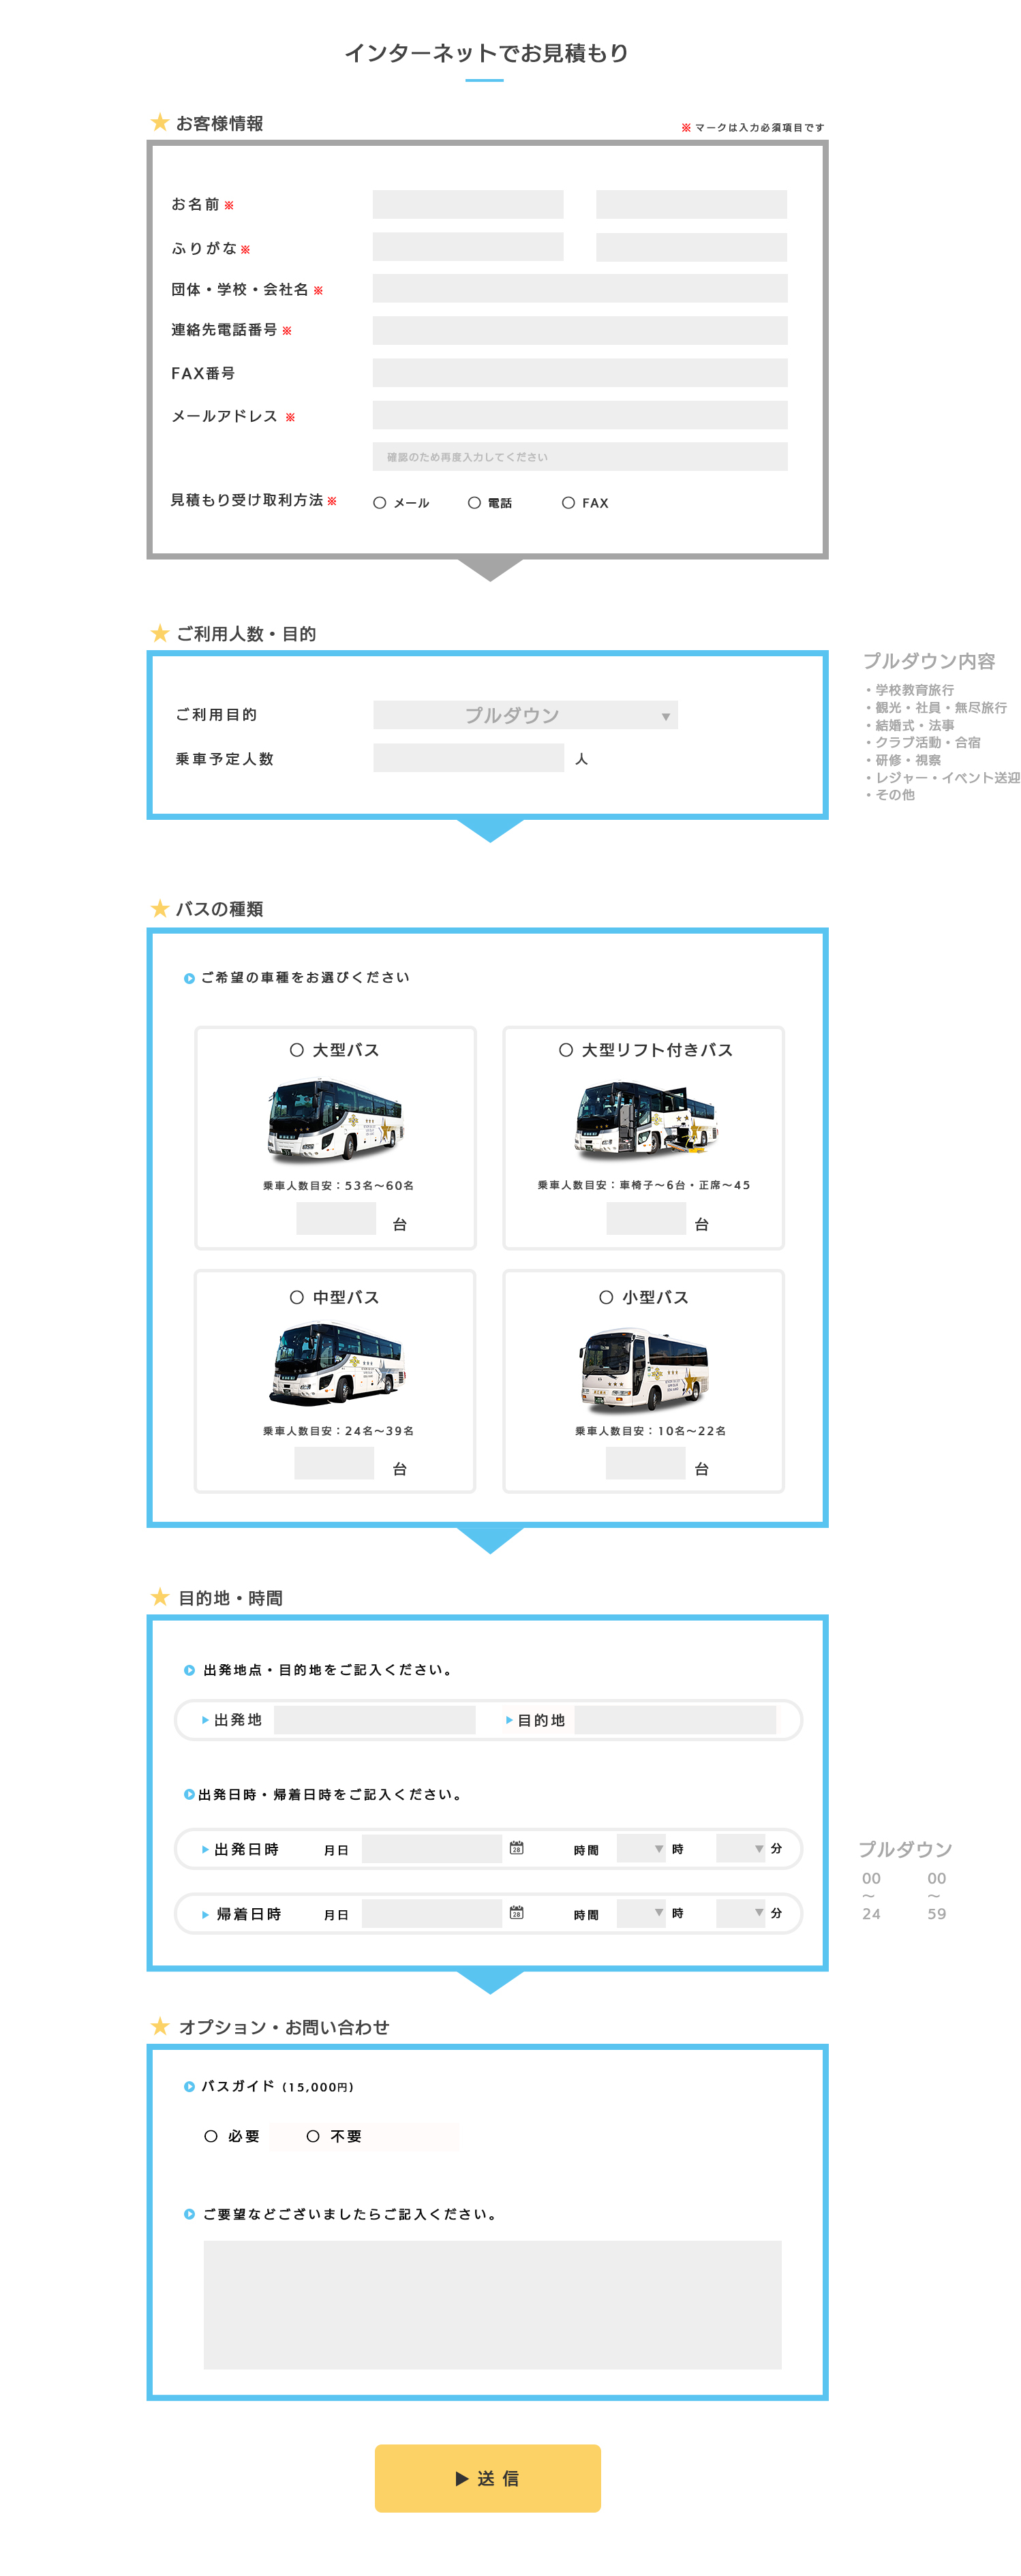 インターネットでお見積もり
★ お客様情報
※ マークは入力必須項目です
お名前※
ふりがな※
団体・学校・会社名※
連絡先電話番号※
FAX番号
メールアドレス ※
確認のため再度入力してください
見積もり受け取利方法※
○ メール ○ 電話 ○ FAX
★ ご利用人数・目的
ご利用目的 プルダウン ▼
乗車予定人数 人
プルダウン内容
・学校教育旅行
・観光・社員・無尽旅行
・結婚式・法事
・クラブ活動・合宿
・研修・視察
・レジャー・イベント送迎
・その他
★ バスの種類
ご希望の車種をお選びください
○ 大型バス
乗車人数目安：53名〜60名
台
○ 大型リフト付きバス
乗車人数目安：車椅子〜6台・正席〜45
台
○ 中型バス
乗車人数目安：24名〜39名
台
○ 小型バス
乗車人数目安：10名〜22名
台
★ 目的地・時間
出発地点・目的地をご記入ください。
▶出発地 ▶目的地
出発日時・帰着日時をご記入ください。
▶出発日時 月日 28 時間 ▼ 時 ▼ 分
▶帰着日時 月日 28 時間 ▼ 時 ▼ 分
プルダウン
00 00
〜 〜
24 59
★ オプション・お問い合わせ
バスガイド (15,000円)
○ 必要 ○ 不要
ご要望などございましたらご記入ください。
▶ 送 信